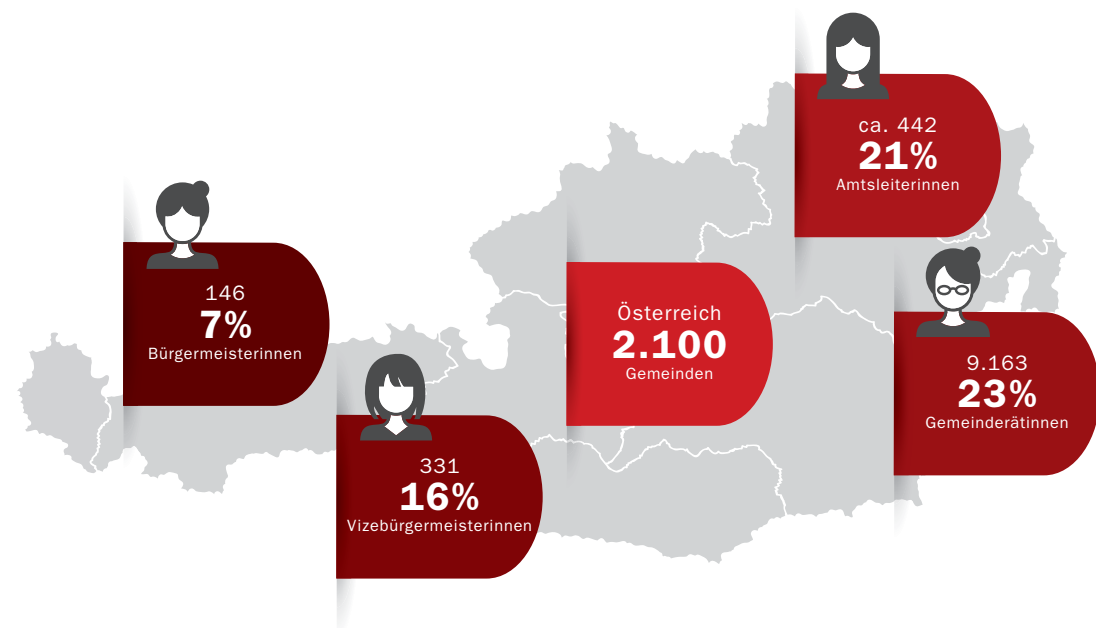 ca. 442
21%
Amtsleiterinnen
146
7%
Bürgermeisterinnen
Österreich
2.100
Gemeinden
9.163
23%
Gemeinderätinnen
331
16%
Vizebürgermeisterinnen